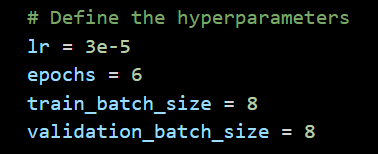 # Define the hyperparameters
lr = 3e-5
epochs = 6
train_batch_size = 8
validation_batch_size = 8